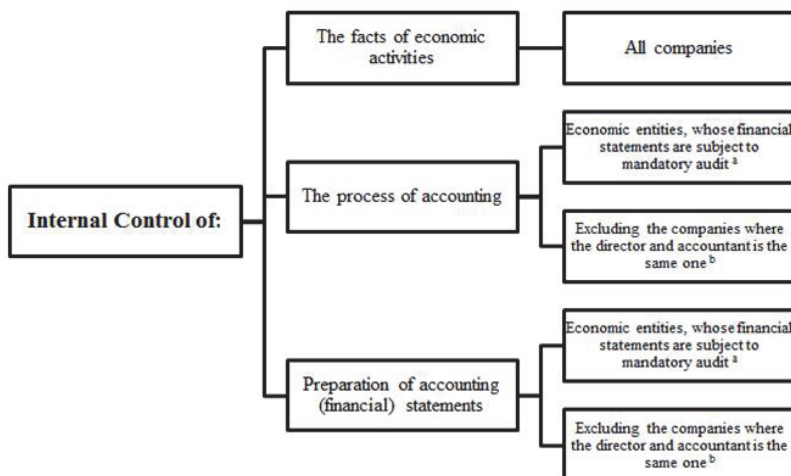 The facts of economic
activities
All companies
Economic entities, whose financial
statements are subject to
mandatory audit a
The process of accounting
Internal Control of:
Excluding the companies where
the director and accountant is the
same one b
Economic entities, whose financial
statements are subject to
mandatory audit a
Preparation of accounting
(financial) statements
Excluding the companies where
the director and accountant is the
same one b